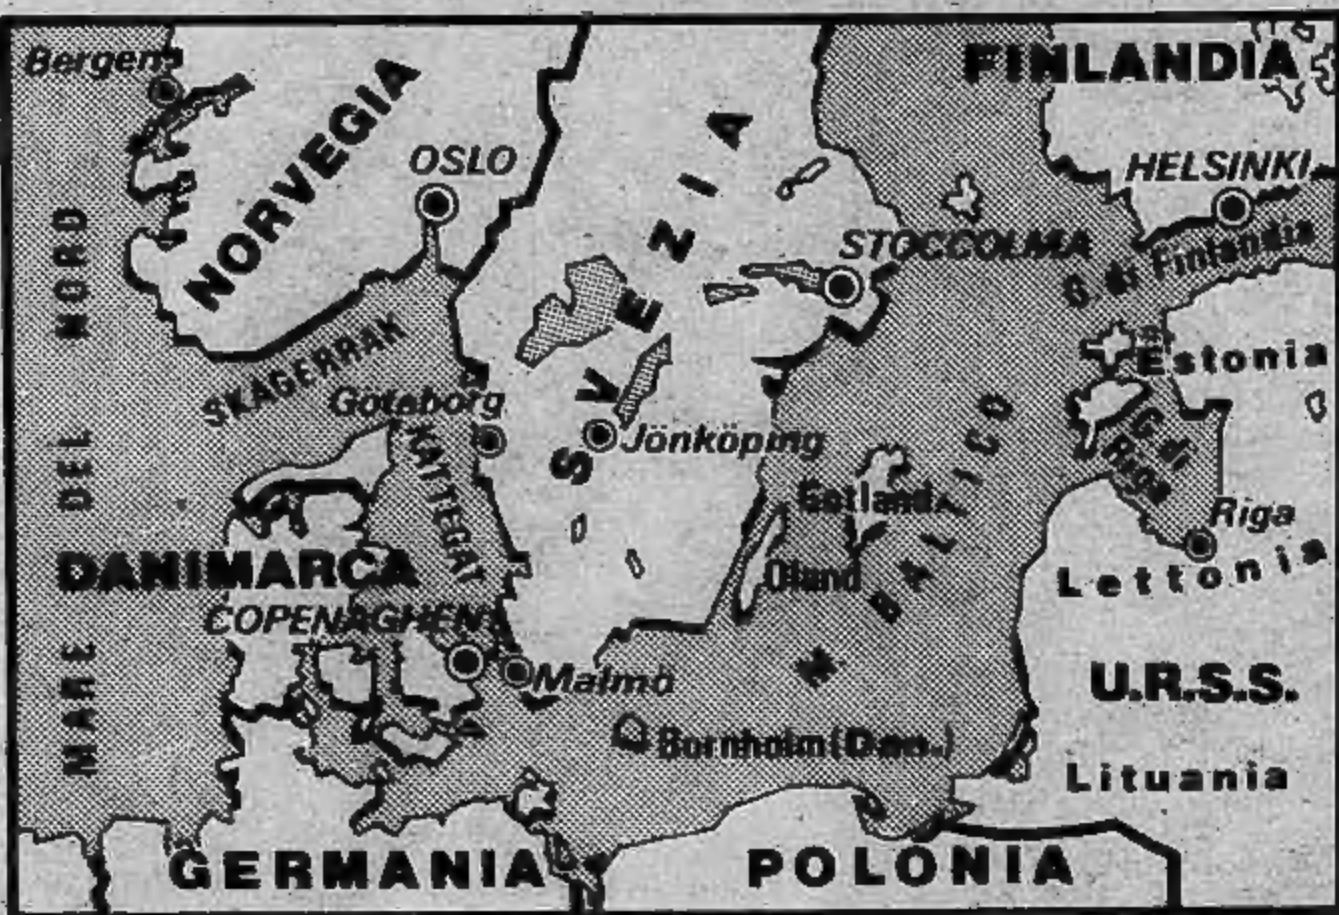 Bergen
NORVEGIA
OSLO
FINLANDIA
HELSINKI
STOCCOLMA
G. di Finlandia
SVEZIA
MARE DEL NORD
SKAGERRAK
Göteborg
KATTEGAT
Jönköping
Estonia
G. di Riga
Riga
Lettonia
Gotland
Oland
M. BALTICO
DANIMARCA
COPENAGHEN
Malmö
Bornholm (Dan.)
U.R.S.S.
Lituania
GERMANIA
POLONIA